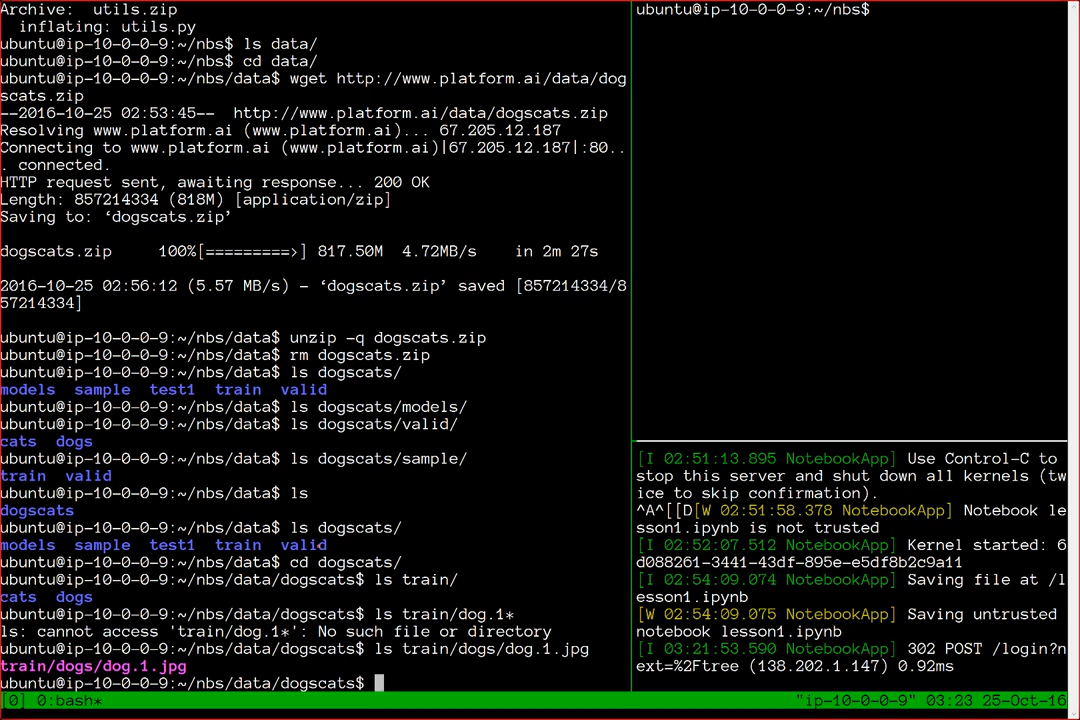 Archive:  utils.zip
  inflating: utils.py
ubuntu@ip-10-0-0-9:~/nbs$ ls data/
ubuntu@ip-10-0-0-9:~/nbs$ cd data/
ubuntu@ip-10-0-0-9:~/nbs/data$ wget http://www.platform.ai/data/dog
scats.zip
--2016-10-25 02:53:45--  http://www.platform.ai/data/dogscats.zip
Resolving www.platform.ai (www.platform.ai)... 67.205.12.187
Connecting to www.platform.ai (www.platform.ai)|67.205.12.187|:80..
. connected.
HTTP request sent, awaiting response... 200 OK
Length: 857214334 (818M) [application/zip]
Saving to: ‘dogscats.zip’
dogscats.zip     100%[=========>] 817.50M  4.72MB/s    in 2m 27s
2016-10-25 02:56:12 (5.57 MB/s) - ‘dogscats.zip’ saved [857214334/8
57214334]
ubuntu@ip-10-0-0-9:~/nbs/data$ unzip -q dogscats.zip
ubuntu@ip-10-0-0-9:~/nbs/data$ rm dogscats.zip
ubuntu@ip-10-0-0-9:~/nbs/data$ ls dogscats/
models  sample  test1  train  valid
ubuntu@ip-10-0-0-9:~/nbs/data$ ls dogscats/models/
ubuntu@ip-10-0-0-9:~/nbs/data$ ls dogscats/valid/
cats  dogs
ubuntu@ip-10-0-0-9:~/nbs/data$ ls dogscats/sample/
train  valid
ubuntu@ip-10-0-0-9:~/nbs/data$ ls
dogscats
ubuntu@ip-10-0-0-9:~/nbs/data$ ls dogscats/
models  sample  test1  train  valid
ubuntu@ip-10-0-0-9:~/nbs/data$ cd dogscats/
ubuntu@ip-10-0-0-9:~/nbs/data/dogscats$ ls train/
cats  dogs
ubuntu@ip-10-0-0-9:~/nbs/data/dogscats$ ls train/dog.1*
ls: cannot access 'train/dog.1*': No such file or directory
ubuntu@ip-10-0-0-9:~/nbs/data/dogscats$ ls train/dogs/dog.1.jpg
train/dogs/dog.1.jpg
ubuntu@ip-10-0-0-9:~/nbs/data/dogscats$
ubuntu@ip-10-0-0-9:~/nbs$
[I 02:51:13.895 NotebookApp] Use Control-C to
stop this server and shut down all kernels (tw
ice to skip confirmation).
^A^[[D[W 02:51:58.378 NotebookApp] Notebook le
sson1.ipynb is not trusted
[I 02:52:07.512 NotebookApp] Kernel started: 6
d088261-3441-43df-895e-e5df8b2c9a11
[I 02:54:09.074 NotebookApp] Saving file at /l
esson1.ipynb
[W 02:54:09.075 NotebookApp] Saving untrusted
notebook lesson1.ipynb
[I 03:21:53.590 NotebookApp] 302 POST /login?n
ext=%2Ftree (138.202.1.147) 0.92ms
[0] 0:bash*    "ip-10-0-0-9" 03:23 25-Oct-16